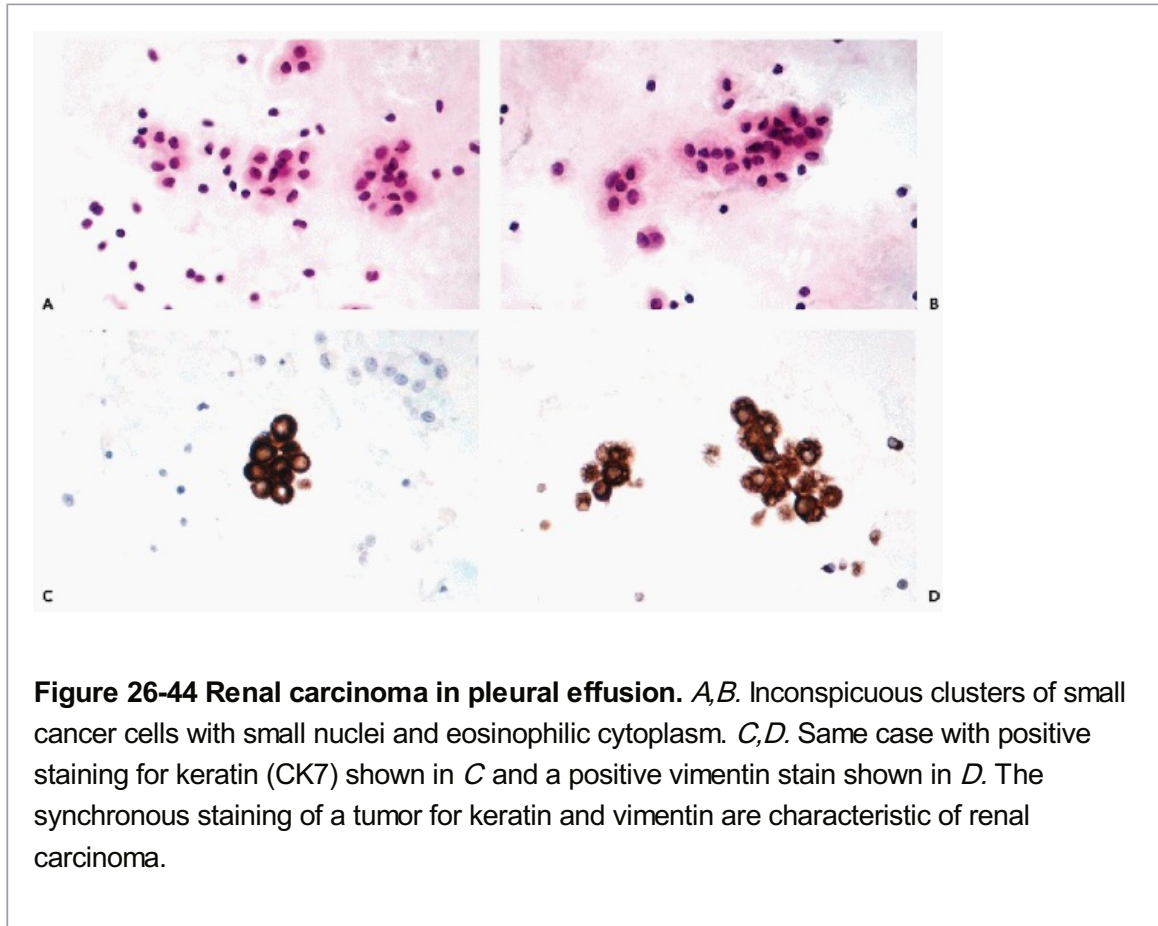 A
B
C
D
Figure 26-44 Renal carcinoma in pleural effusion. A,B. Inconspicuous clusters of small
cancer cells with small nuclei and eosinophilic cytoplasm. C,D. Same case with positive
staining for keratin (CK7) shown in C and a positive vimentin stain shown in D. The
synchronous staining of a tumor for keratin and vimentin are characteristic of renal
carcinoma.